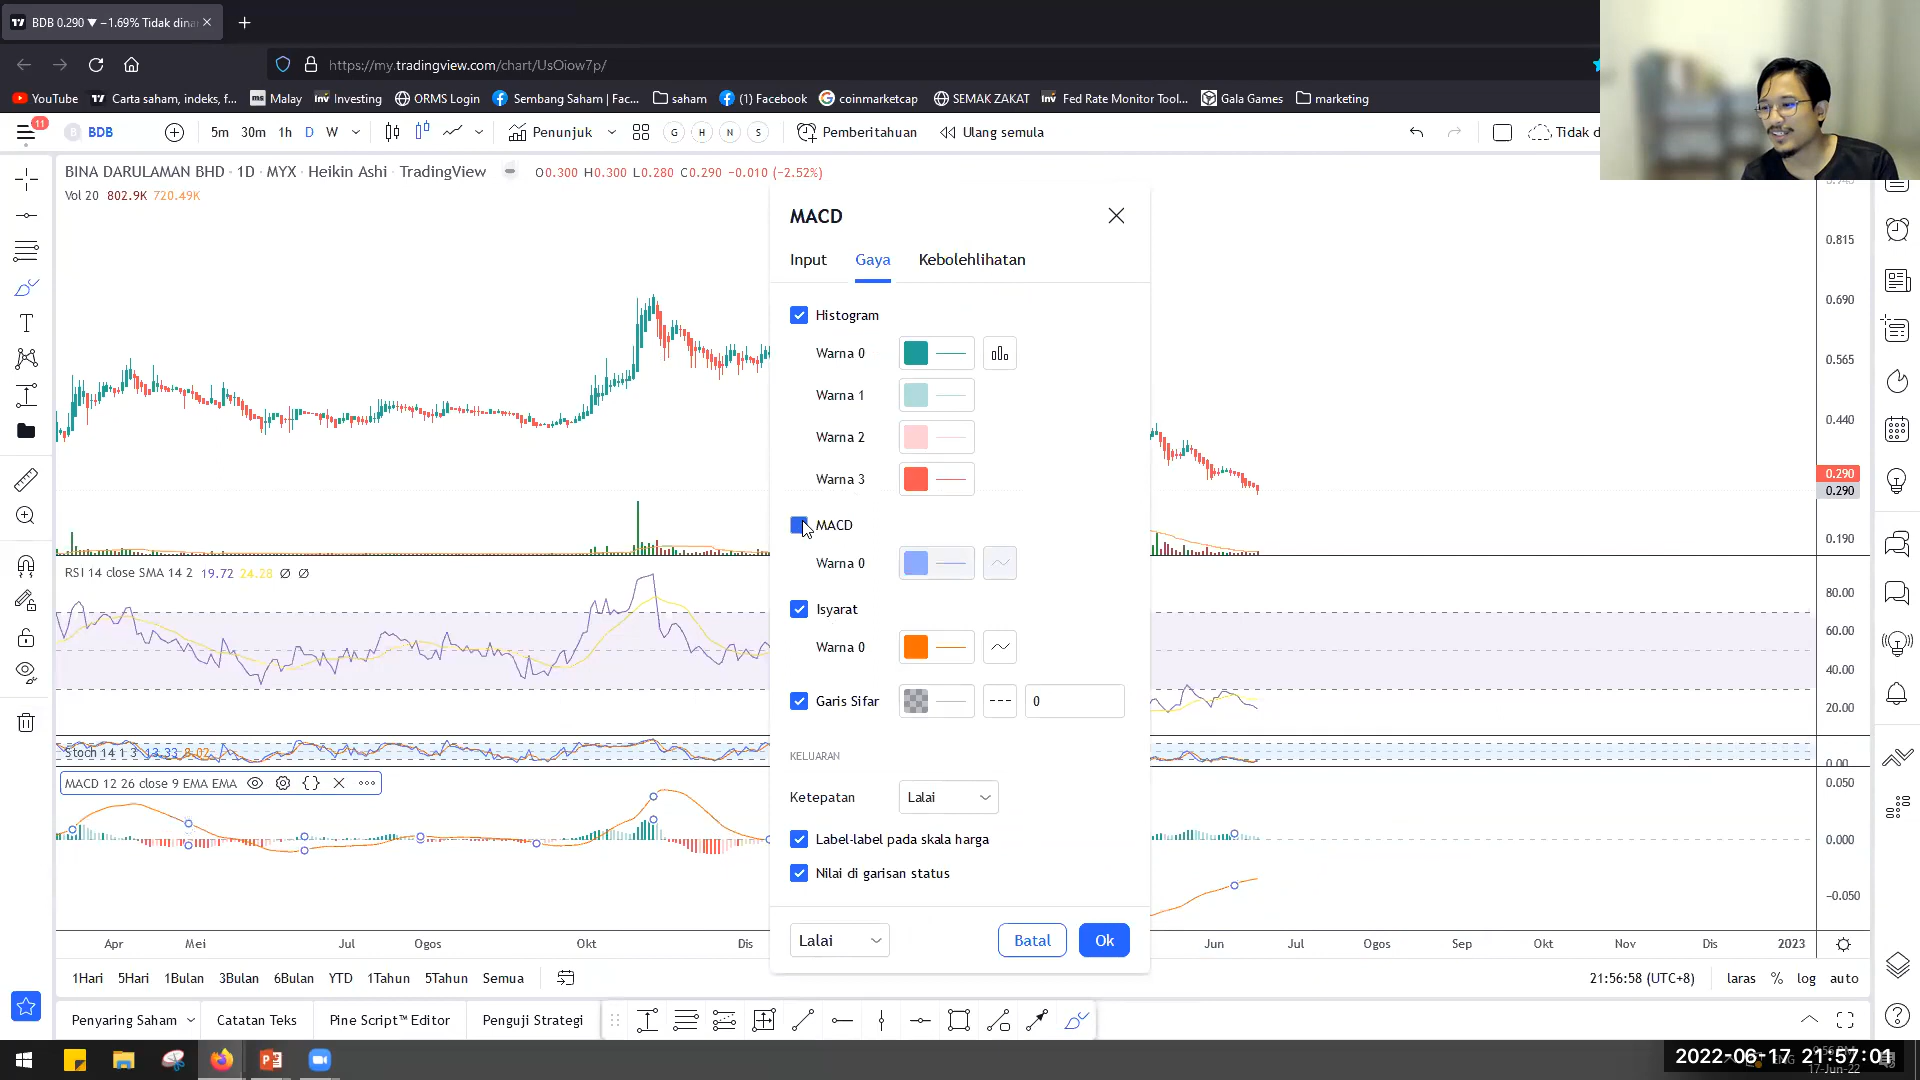 BDB 0.290 ▼ −1.69% Tidak dina
https://my.tradingview.com/chart/UsOiow7p/
YouTube Carta saham, indeks, f... Malay Investing ORMS Login Sembang Saham | Fac... saham (1) Facebook coinmarketcap SEMAK ZAKAT Fed Rate Monitor Tool... Gala Games marketing
11
B BDB 5m 30m 1h D W Penunjuk G H N S Pemberitahuan Ulang semula Tidak d
BINA DARULAMAN BHD · 1D · MYX · Heikin Ashi · TradingView O0.300 H0.300 L0.280 C0.290 −0.010 (−2.52%)
Vol 20 802.9K 720.49K
MACD
Input Gaya Kebolehlihatan
Histogram
Warna 0
Warna 1
Warna 2
Warna 3
MACD
Warna 0
Isyarat
Warna 0
Garis Sifar 0
KELUARAN
Ketepatan Lalai
Label-label pada skala harga
Nilai di garisan status
Lalai Batal Ok
0.815
0.690
0.565
0.440
0.290
0.290
0.190
RSI 14 close SMA 14 2 19.72 24.28 Ø Ø
80.00
60.00
40.00
20.00
Stoch 14 1 3 13.33 8.02
0.00
MACD 12 26 close 9 EMA EMA
0.050
0.000
−0.050
Apr Mei Jul Ogos Okt Dis Jun Jul Ogos Sep Okt Nov Dis 2023
1Hari 5Hari 1Bulan 3Bulan 6Bulan YTD 1Tahun 5Tahun Semua 21:56:58 (UTC+8) laras % log auto
Penyaring Saham Catatan Teks Pine Script™ Editor Penguji Strategi
2022-06-17 21:57:01
17-Jun-22